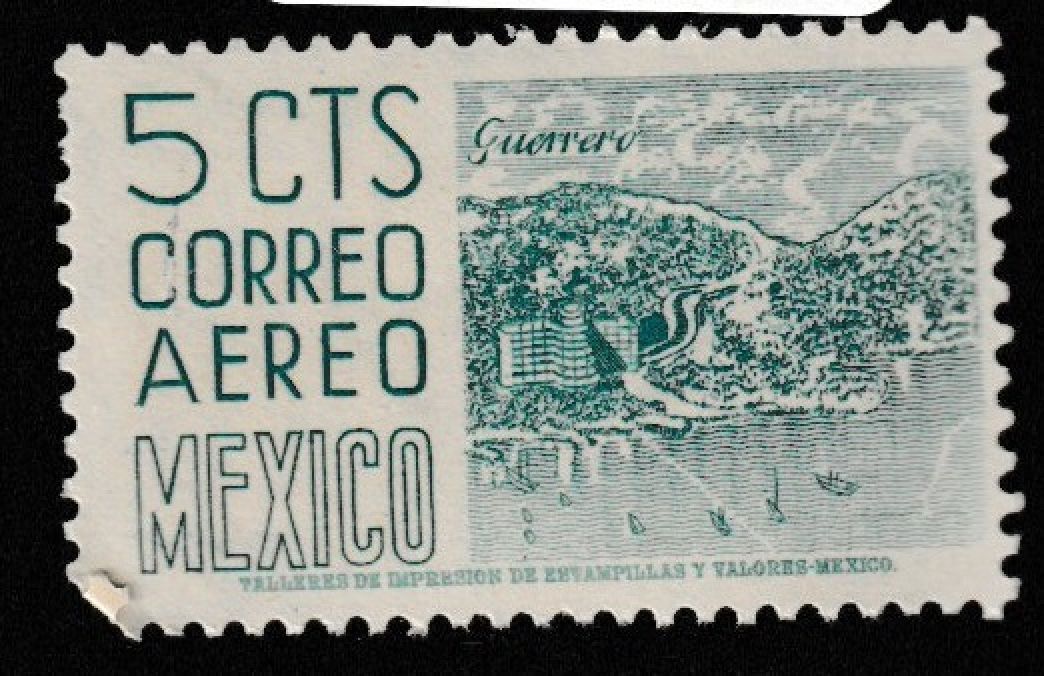 5 CTS
CORREO
AEREO
MEXICO
Guerrero
TALLERES DE IMPRESION DE ESTAMPILLAS Y VALORES-MEXICO.